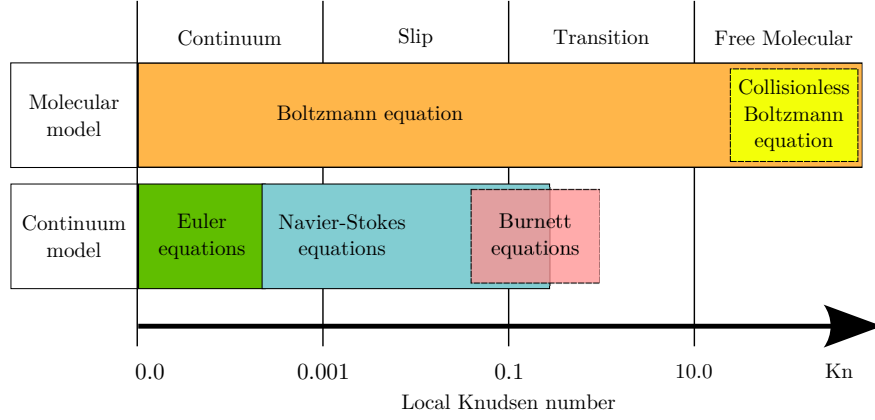 Continuum Slip Transition Free Molecular
Molecular
model
Boltzmann equation
Collisionless
Boltzmann
equation
Continuum
model
Euler
equations
Navier-Stokes
equations
Burnett
equations
0.0 0.001 0.1 10.0 Kn
Local Knudsen number